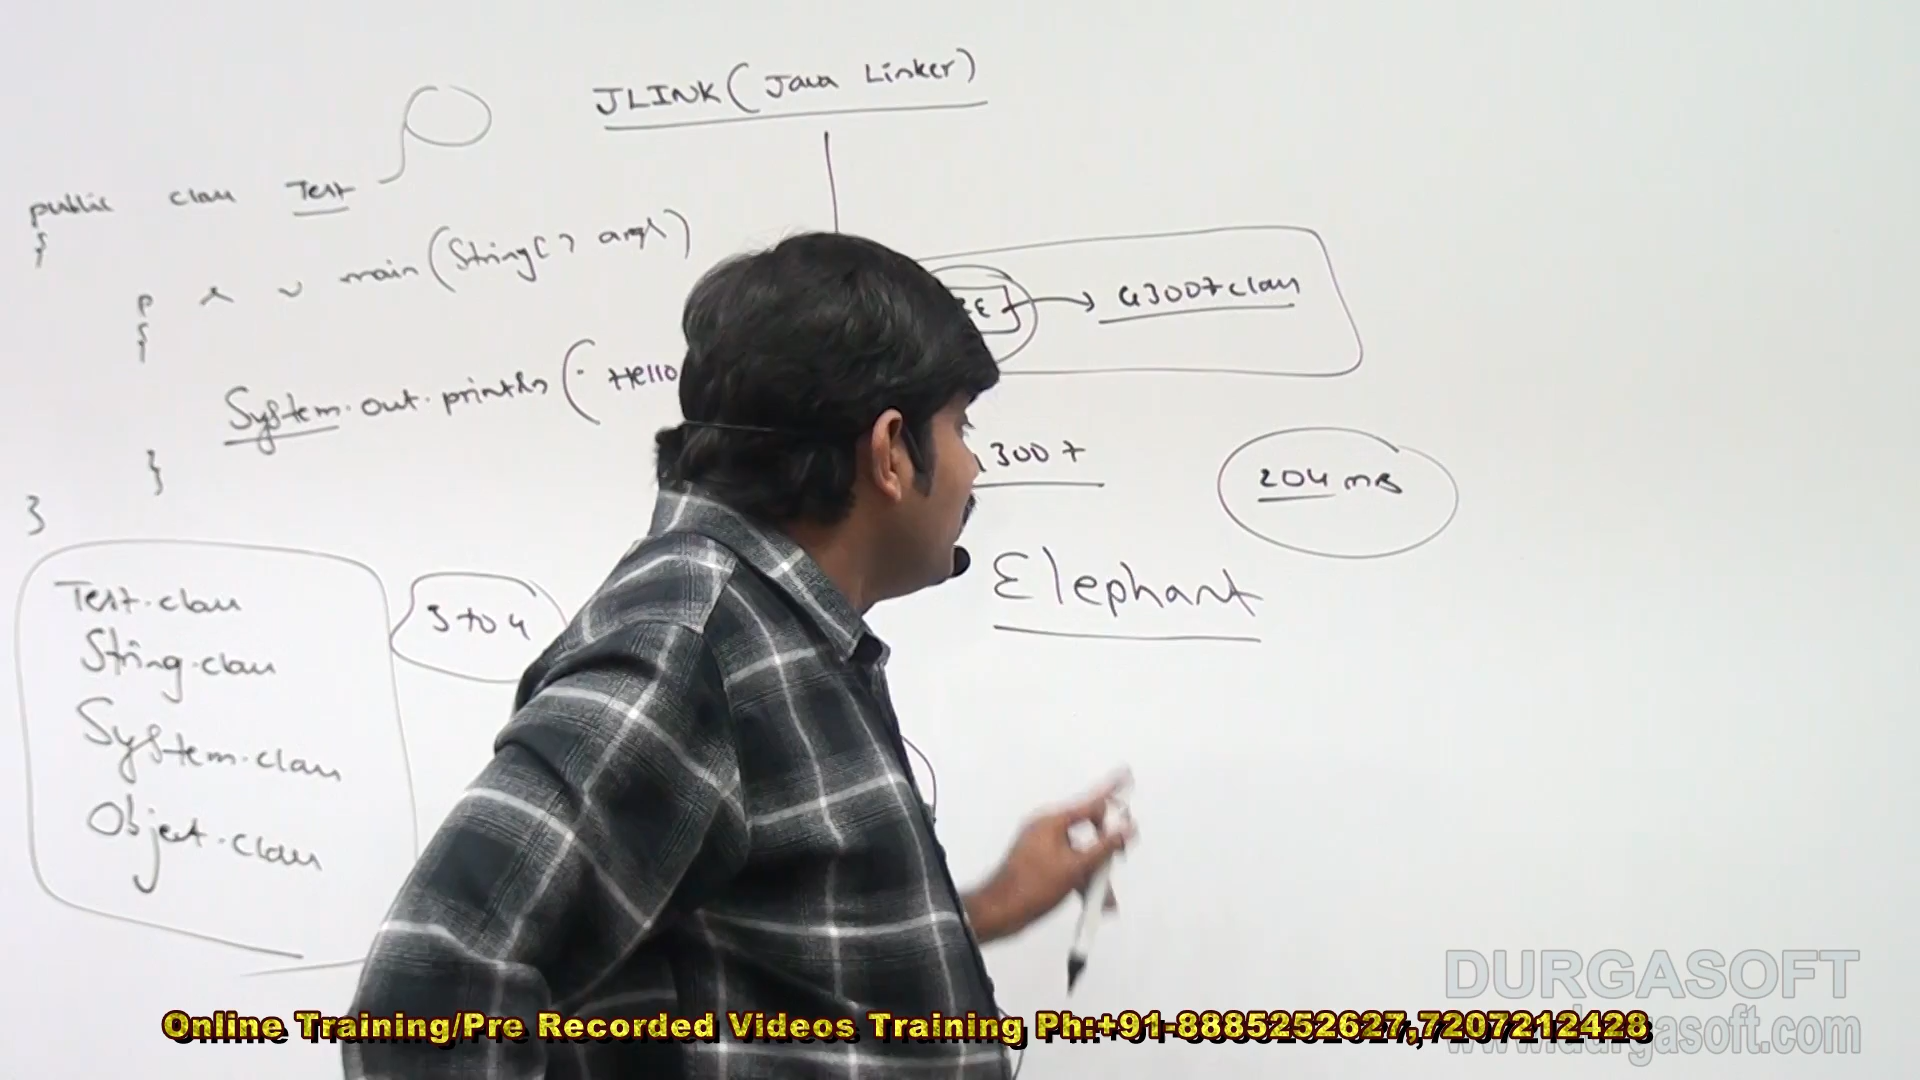 JLINK (Java Linker)
public class Test
{
p s v main (String[] args)
{
System.out.println ("Hello
}
}
4300+ class
300+
204 MB
Elephant
Test.class
String.class
System.class
Object.class
3 to 4
DURGASOFT
www.durgasoft.com
Online Training/Pre Recorded Videos Training Ph:+91-8885252627,7207212428